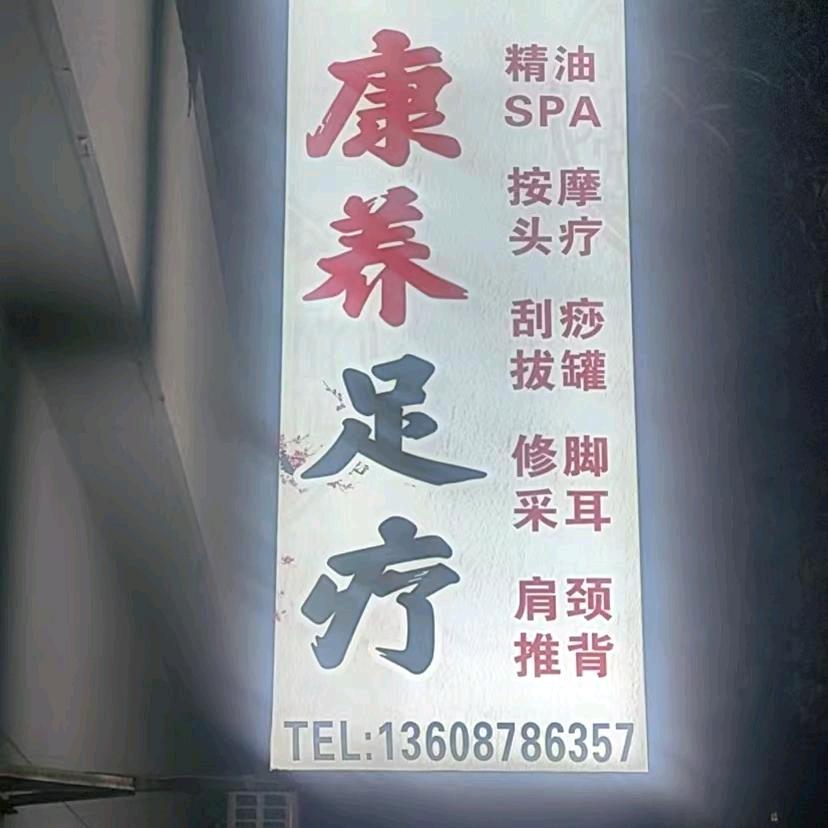 康养足疗
精油
SPA
按摩
头疗
刮痧
拔罐
修脚
采耳
肩颈
推背
TEL:13608786357